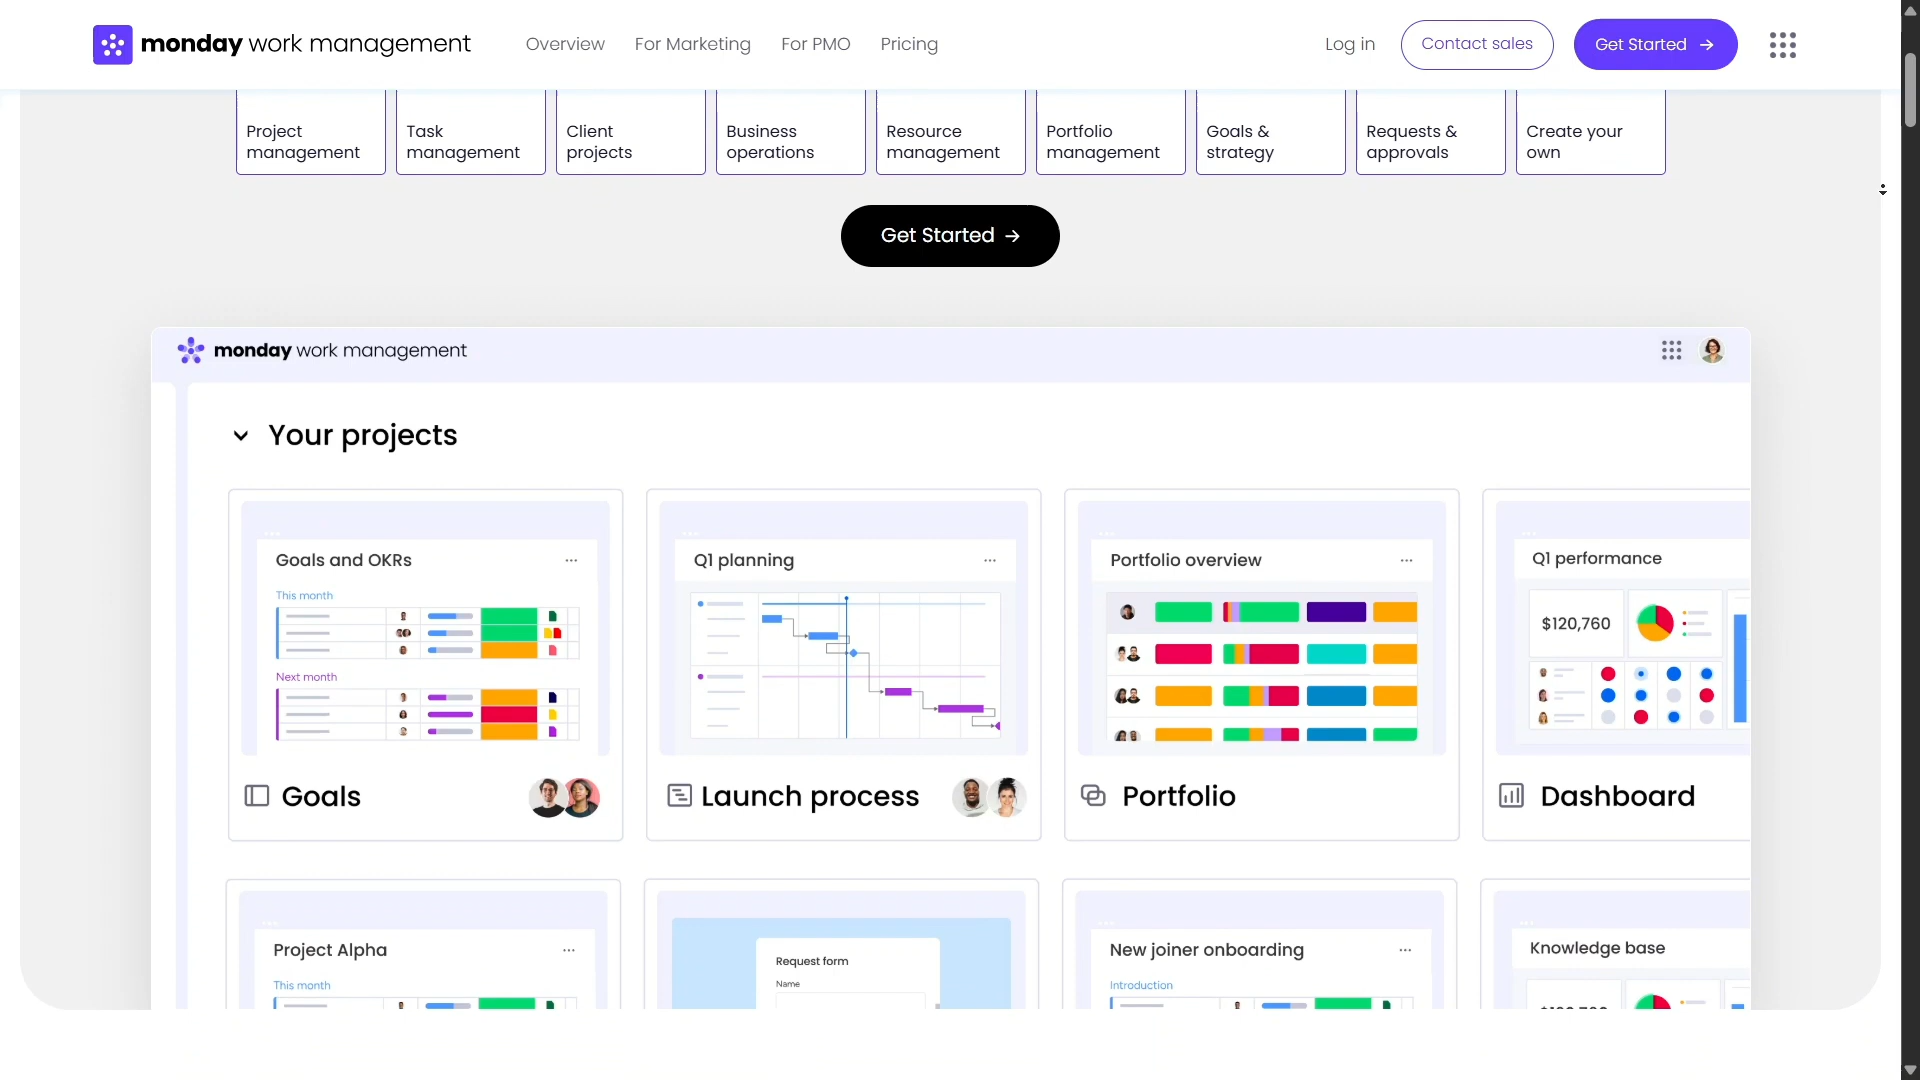 monday work management
Overview
For Marketing
For PMO
Pricing
Log in
Contact sales
Get Started →
Project
management
Task
management
Client
projects
Business
operations
Resource
management
Portfolio
management
Goals &
strategy
Requests &
approvals
Create your
own
Get Started →
monday work management
Your projects
Goals and OKRs
This month
Next month
Goals
Q1 planning
Launch process
Portfolio overview
Portfolio
Q1 performance
$120,760
Dashboard
Project Alpha
This month
Request form
Name
New joiner onboarding
Introduction
Knowledge base